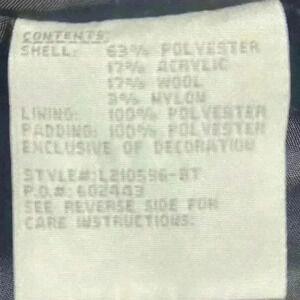 CONTENTS:
SHELL: 63% POLYESTER
17% ACRYLIC
17% WOOL
3% NYLON
LINING: 100% POLYESTER
PADDING: 100% POLYESTER
EXCLUSIVE OF DECORATION
STYLE#:L210596-BT
P.O.#: 602443
SEE REVERSE SIDE FOR
CARE INSTRUCTIONS.